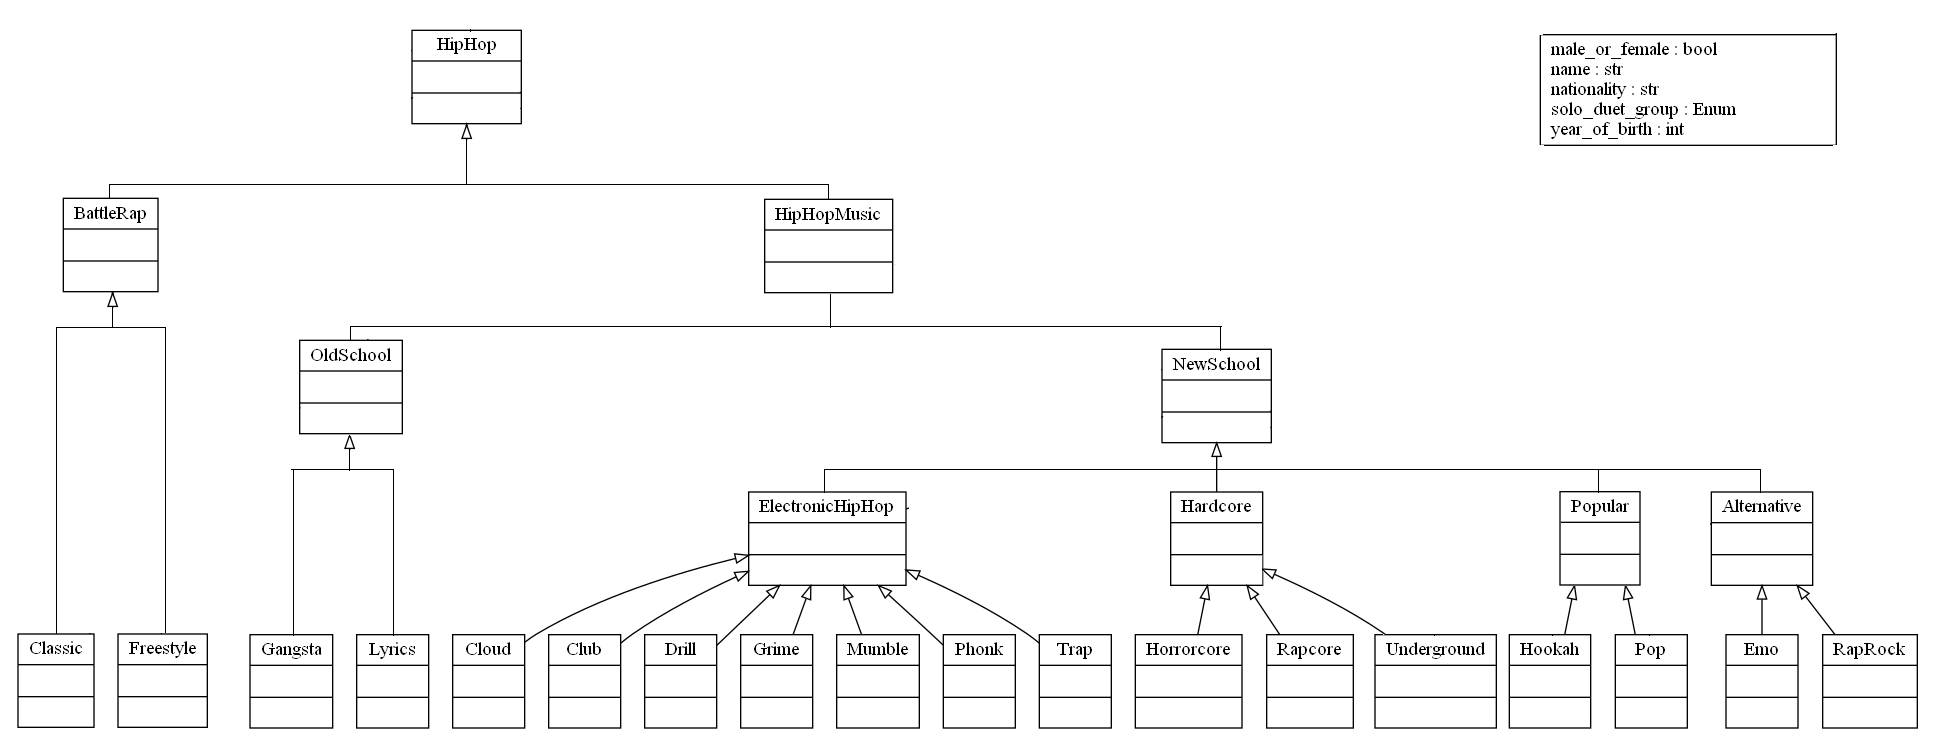 HipHop
male_or_female : bool
name : str
nationality : str
solo_duet_group : Enum
year_of_birth : int
BattleRap
HipHopMusic
OldSchool
NewSchool
ElectronicHipHop
Hardcore
Popular
Alternative
Classic
Freestyle
Gangsta
Lyrics
Cloud
Club
Drill
Grime
Mumble
Phonk
Trap
Horrorcore
Rapcore
Underground
Hookah
Pop
Emo
RapRock